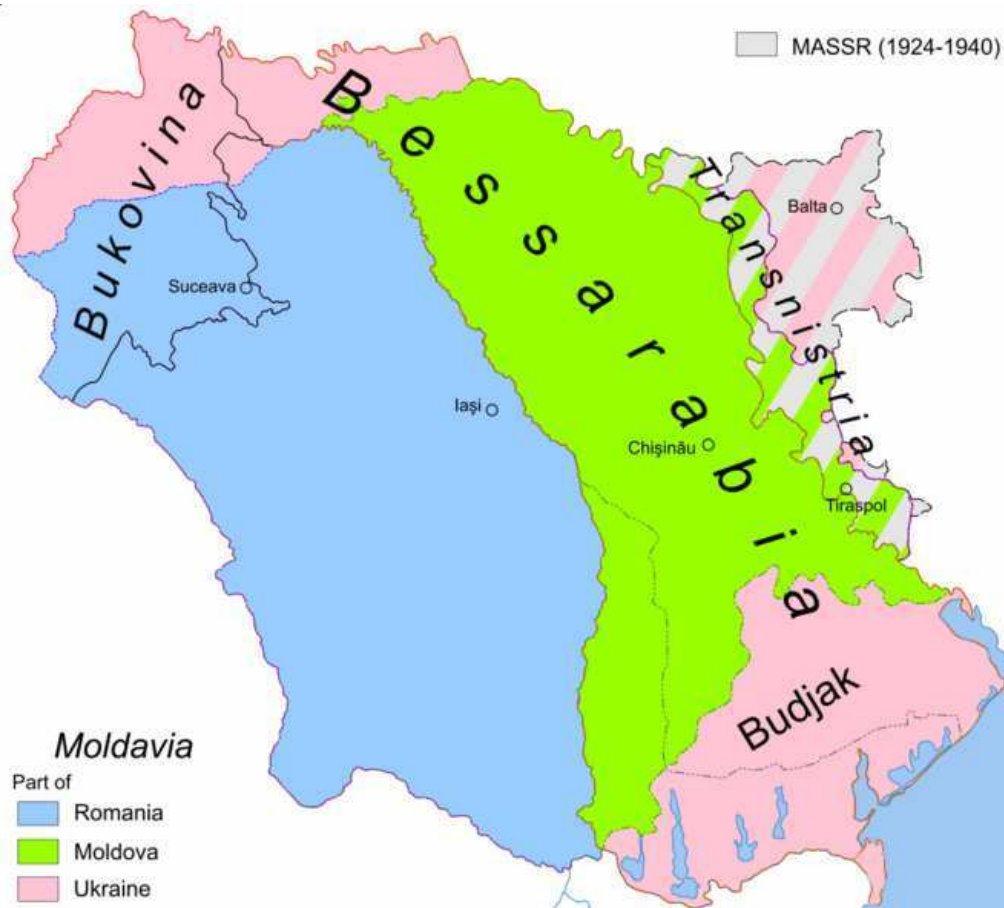 MASSR (1924-1940)
Bukovina
Bessarabia
Transnistria
Balta
Suceava
Iași
Chișinău
Tiraspol
Budjak
Moldavia
Part of
Romania
Moldova
Ukraine